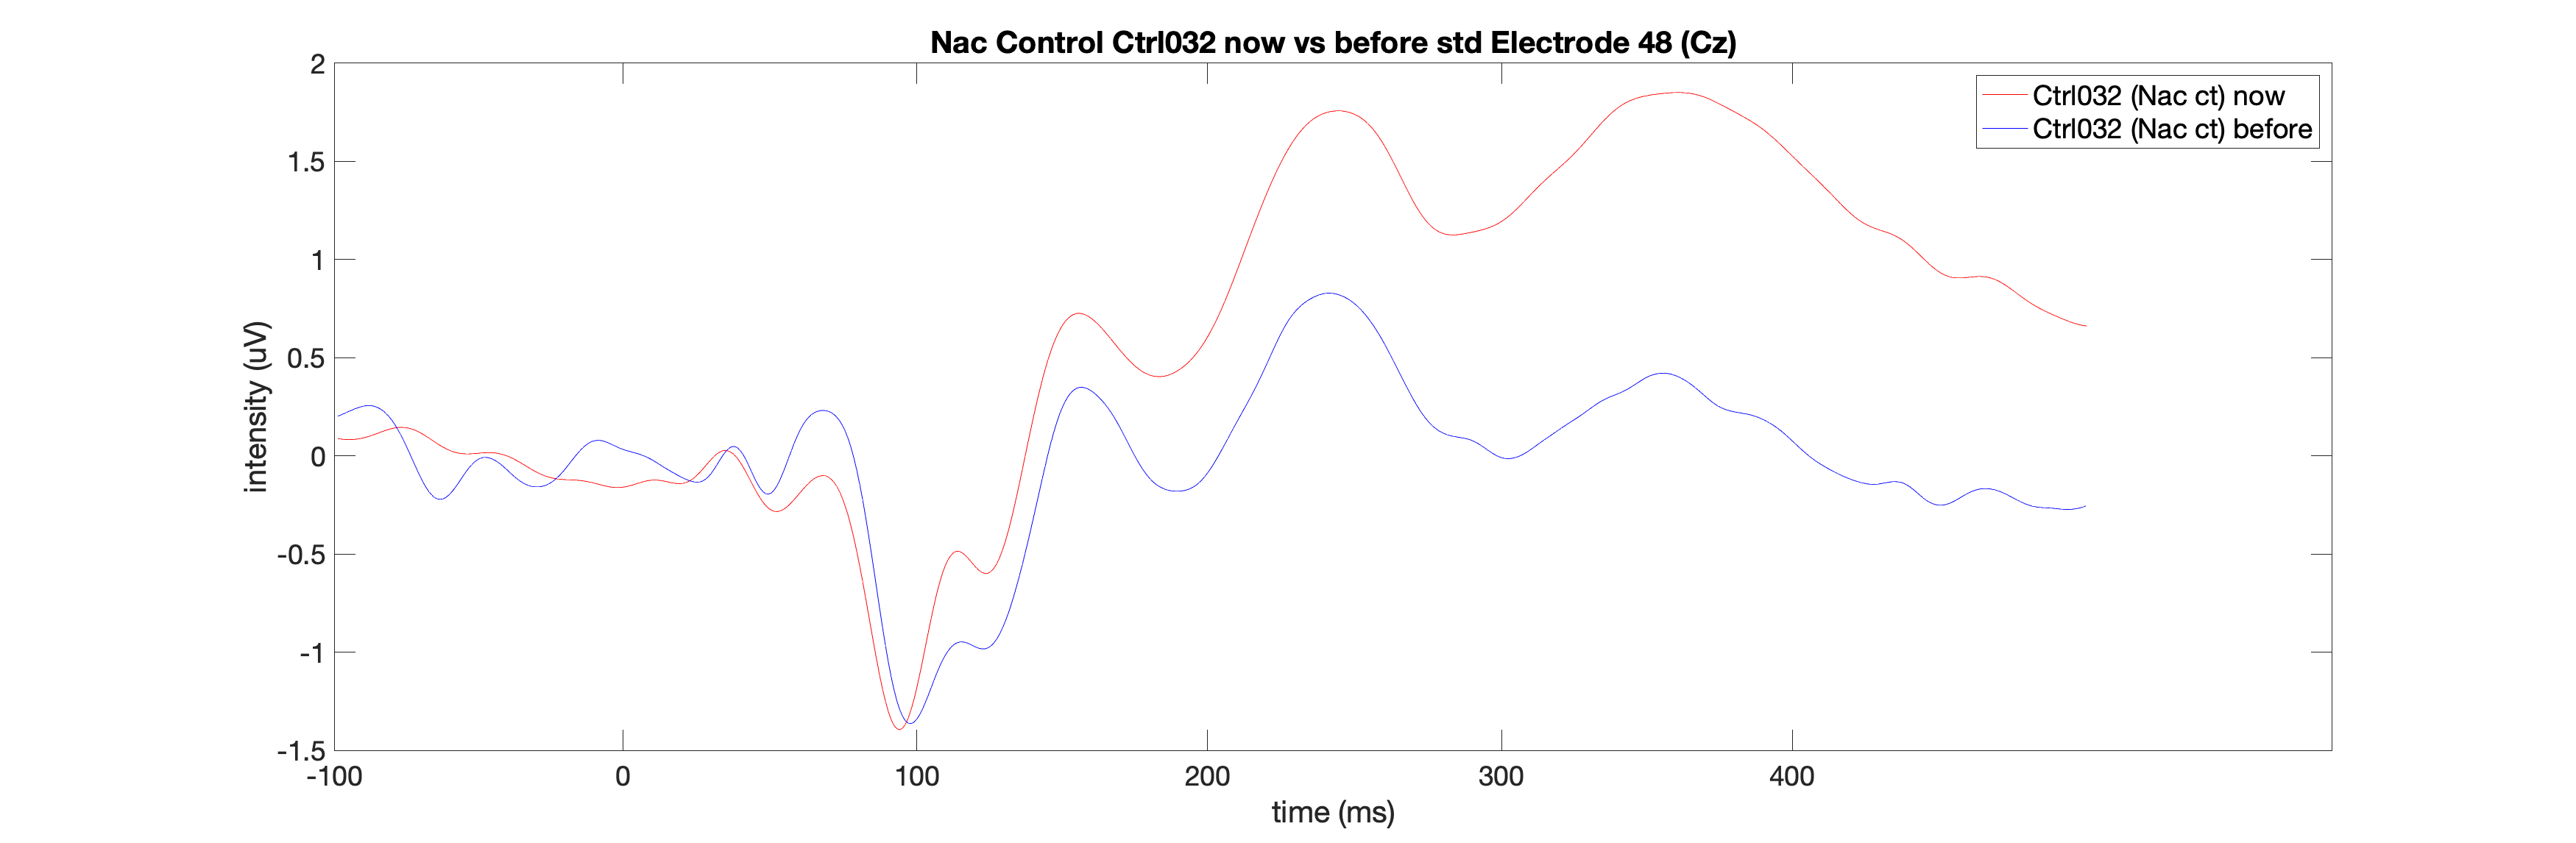 Nac Control Ctrl032 now vs before std Electrode 48 (Cz)
Ctrl032 (Nac ct) now
Ctrl032 (Nac ct) before
intensity (uV)
2
1.5
1
0.5
0
-0.5
-1
-1.5
-100 0 100 200 300 400
time (ms)